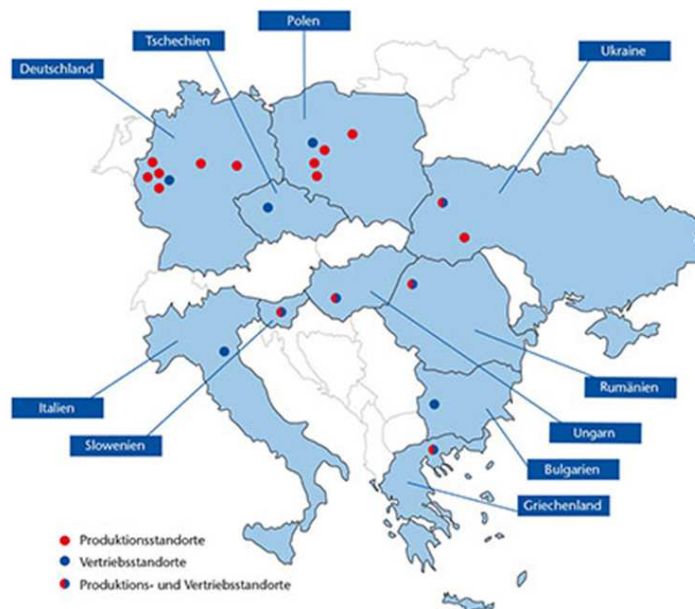 Polen
Tschechien
Ukraine
Deutschland
Rumänien
Italien
Ungarn
Slowenien
Bulgarien
Griechenland
Produktionsstandorte
Vertriebsstandorte
Produktions- und Vertriebsstandorte